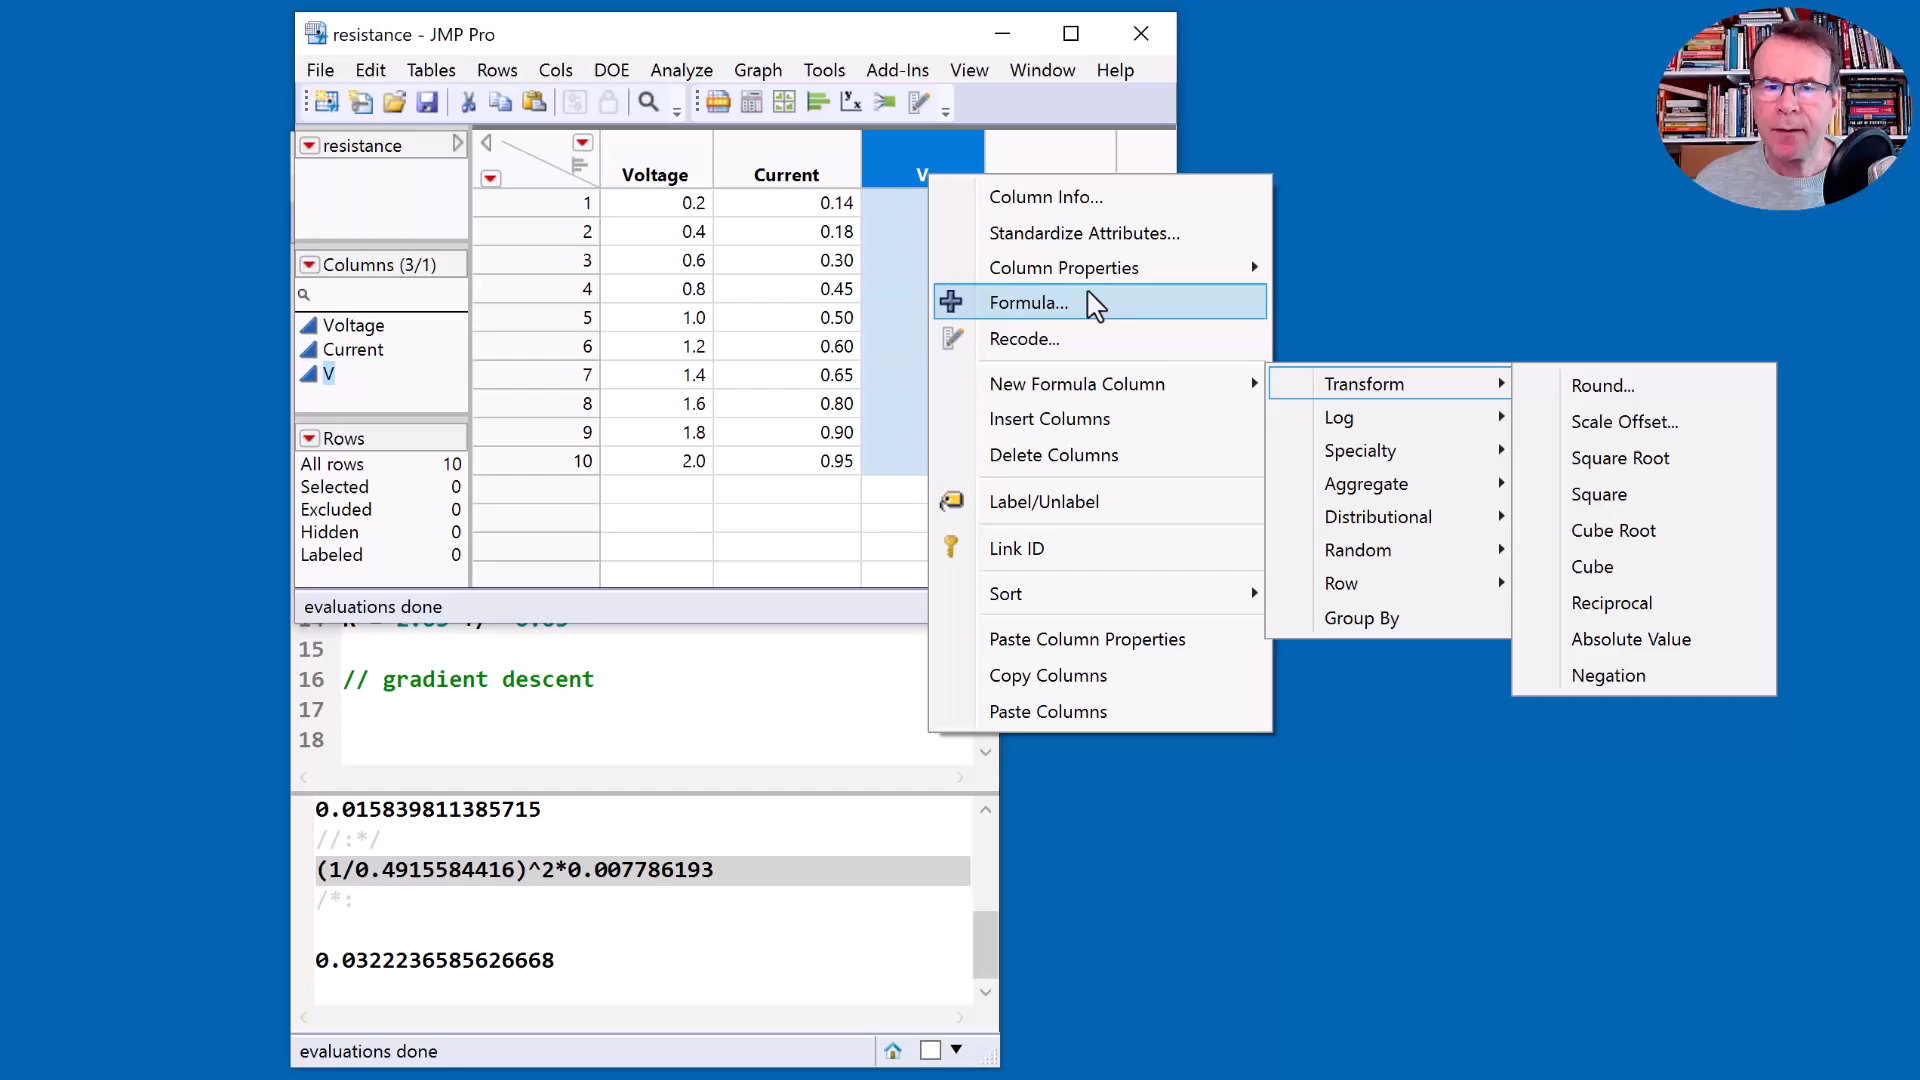 resistance - JMP Pro
File Edit Tables Rows Cols DOE Analyze Graph Tools Add-Ins View Window Help
resistance
Columns (3/1)
Voltage
Current
V
Rows
All rows 10
Selected 0
Excluded 0
Hidden 0
Labeled 0
Voltage Current V
1 0.2 0.14
2 0.4 0.18
3 0.6 0.30
4 0.8 0.45
5 1.0 0.50
6 1.2 0.60
7 1.4 0.65
8 1.6 0.80
9 1.8 0.90
10 2.0 0.95
evaluations done
Column Info...
Standardize Attributes...
Column Properties
Formula...
Recode...
New Formula Column
Insert Columns
Delete Columns
Label/Unlabel
Link ID
Sort
Paste Column Properties
Copy Columns
Paste Columns
Transform
Log
Specialty
Aggregate
Distributional
Random
Row
Group By
Round...
Scale Offset...
Square Root
Square
Cube Root
Cube
Reciprocal
Absolute Value
Negation
15
16 // gradient descent
17
18
0.015839811385715
//:*/
(1/0.4915584416)^2*0.007786193
/*:
0.0322236585626668
evaluations done